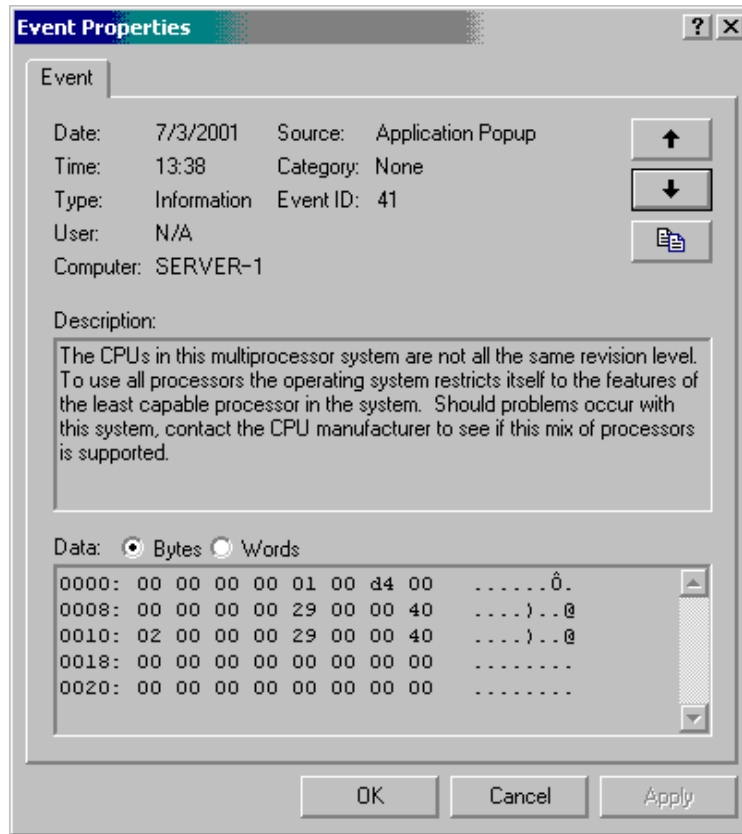 Event Properties
Event
Date: 7/3/2001 Source: Application Popup
Time: 13:38 Category: None
Type: Information Event ID: 41
User: N/A
Computer: SERVER-1
Description:
The CPUs in this multiprocessor system are not all the same revision level.
To use all processors the operating system restricts itself to the features of
the least capable processor in the system. Should problems occur with
this system, contact the CPU manufacturer to see if this mix of processors
is supported.
Data: Bytes Words
0000: 00 00 00 00 01 00 d4 00 ......Ô.
0008: 00 00 00 00 29 00 00 40 ....)..@
0010: 02 00 00 00 29 00 00 40 ....)..@
0018: 00 00 00 00 00 00 00 00 ........
0020: 00 00 00 00 00 00 00 00 ........
OK Cancel Apply